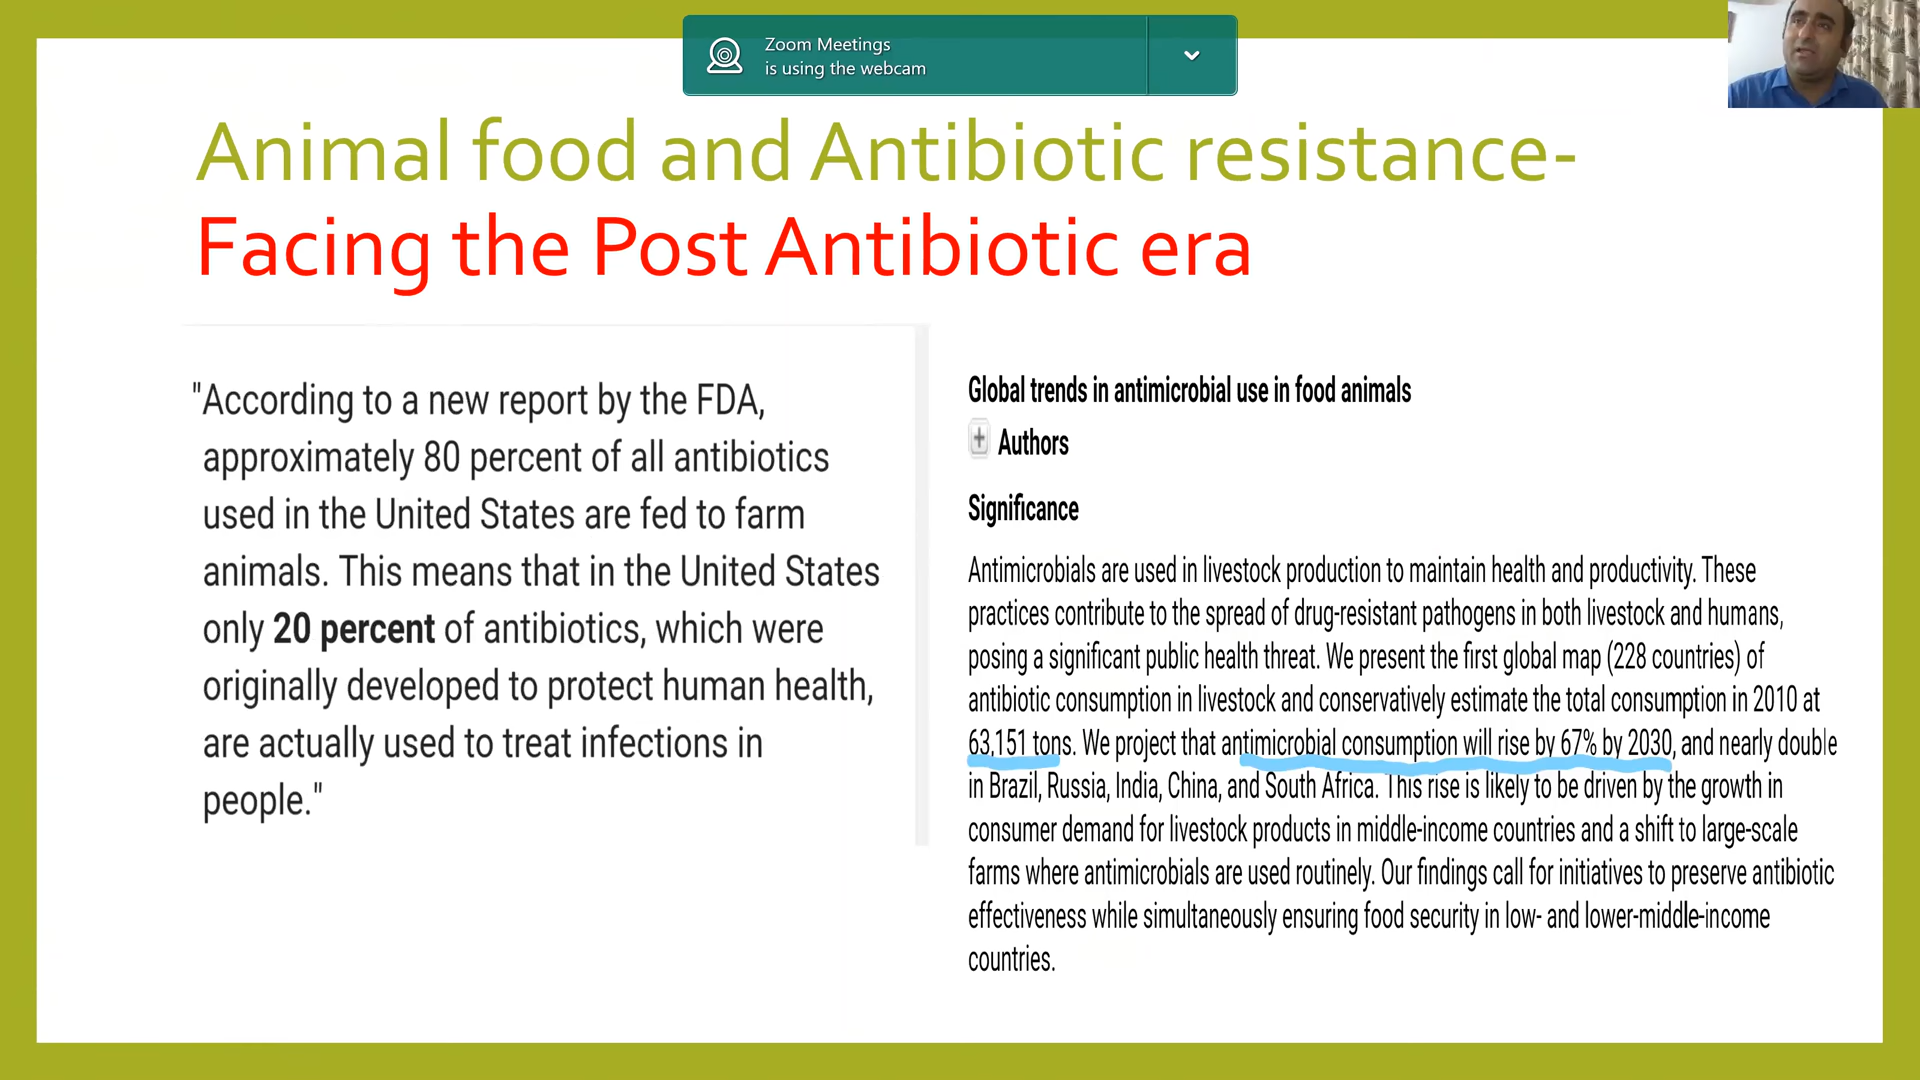 Zoom Meetings
is using the webcam
Animal food and Antibiotic resistance-
Facing the Post Antibiotic era
"According to a new report by the FDA,
approximately 80 percent of all antibiotics
used in the United States are fed to farm
animals. This means that in the United States
only 20 percent of antibiotics, which were
originally developed to protect human health,
are actually used to treat infections in
people."
Global trends in antimicrobial use in food animals
+ Authors
Significance
Antimicrobials are used in livestock production to maintain health and productivity. These
practices contribute to the spread of drug-resistant pathogens in both livestock and humans,
posing a significant public health threat. We present the first global map (228 countries) of
antibiotic consumption in livestock and conservatively estimate the total consumption in 2010 at
63,151 tons. We project that antimicrobial consumption will rise by 67% by 2030, and nearly double
in Brazil, Russia, India, China, and South Africa. This rise is likely to be driven by the growth in
consumer demand for livestock products in middle-income countries and a shift to large-scale
farms where antimicrobials are used routinely. Our findings call for initiatives to preserve antibiotic
effectiveness while simultaneously ensuring food security in low- and lower-middle-income
countries.